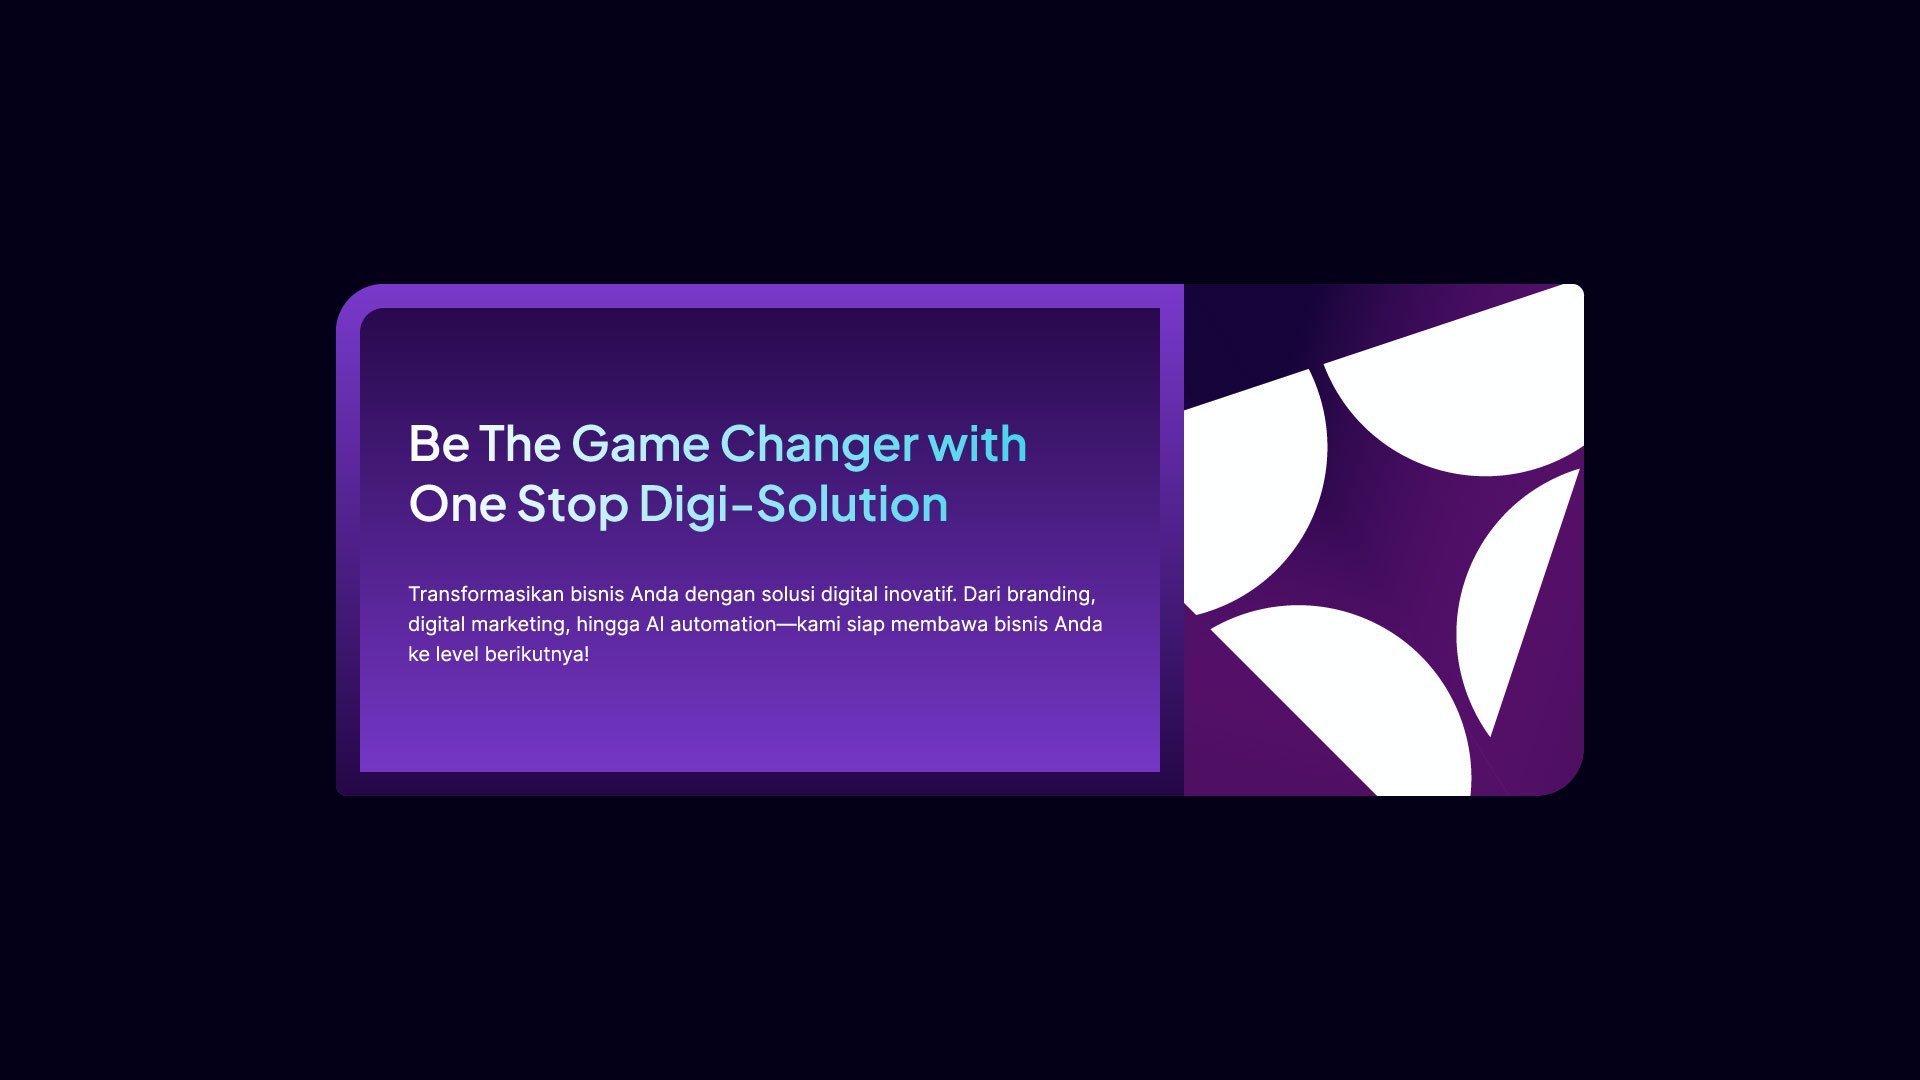 Be The Game Changer with
One Stop Digi-Solution
Transformasikan bisnis Anda dengan solusi digital inovatif. Dari branding,
digital marketing, hingga AI automation—kami siap membawa bisnis Anda
ke level berikutnya!